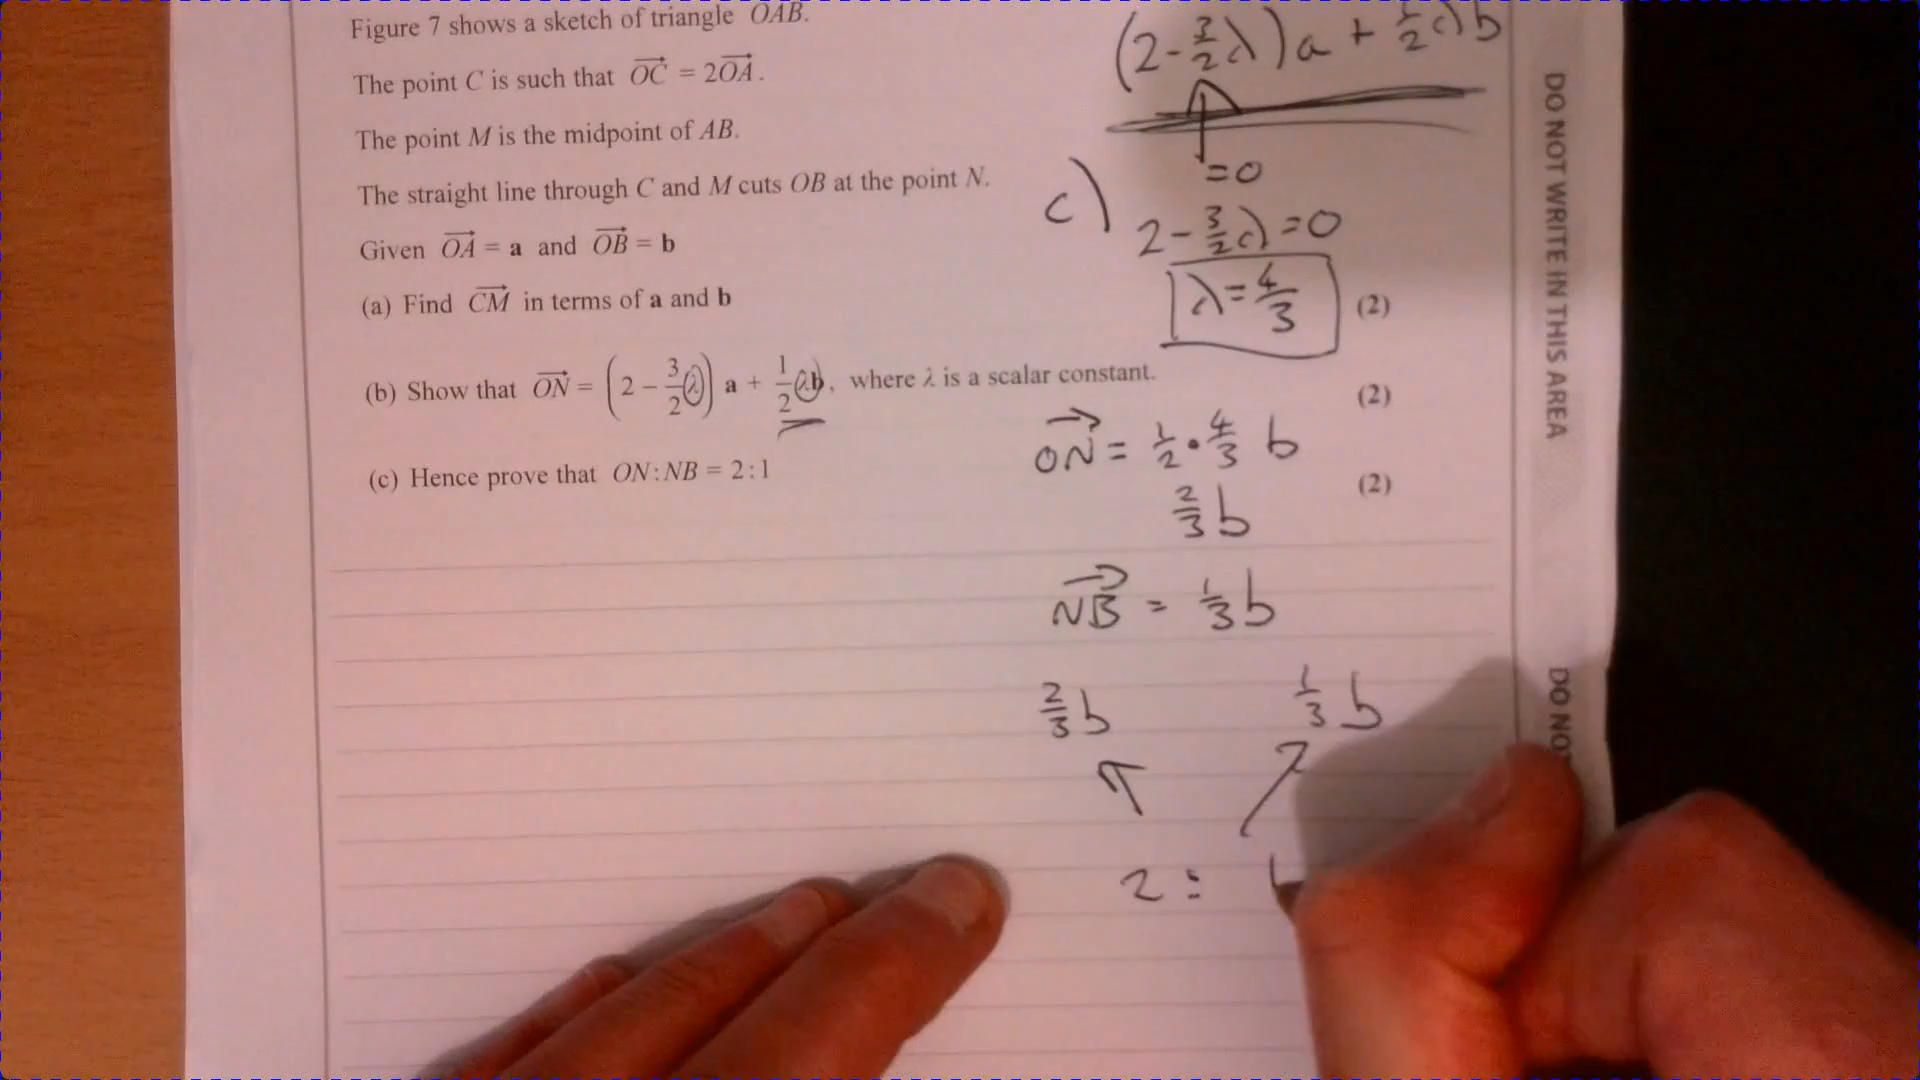 Figure 7 shows a sketch of triangle OAB.
The point C is such that OC⃗ = 2OA⃗.
The point M is the midpoint of AB.
The straight line through C and M cuts OB at the point N.
Given OA⃗ = a and OB⃗ = b
(a) Find CM⃗ in terms of a and b
(2)
(b) Show that ON⃗ = (2 − 3/2 λ) a + 1/2 λb, where λ is a scalar constant.
(2)
(c) Hence prove that ON:NB = 2:1
(2)
(2 - 3/2 λ) a + 1/2 λ b
= 0
c) 2 - 3/2 λ = 0
λ = 4/3
ON⃗ = 1/2 · 4/3 b
2/3 b
NB⃗ = 1/3 b
2/3 b 1/3 b
2 :
DO NOT WRITE IN THIS AREA
DO NO